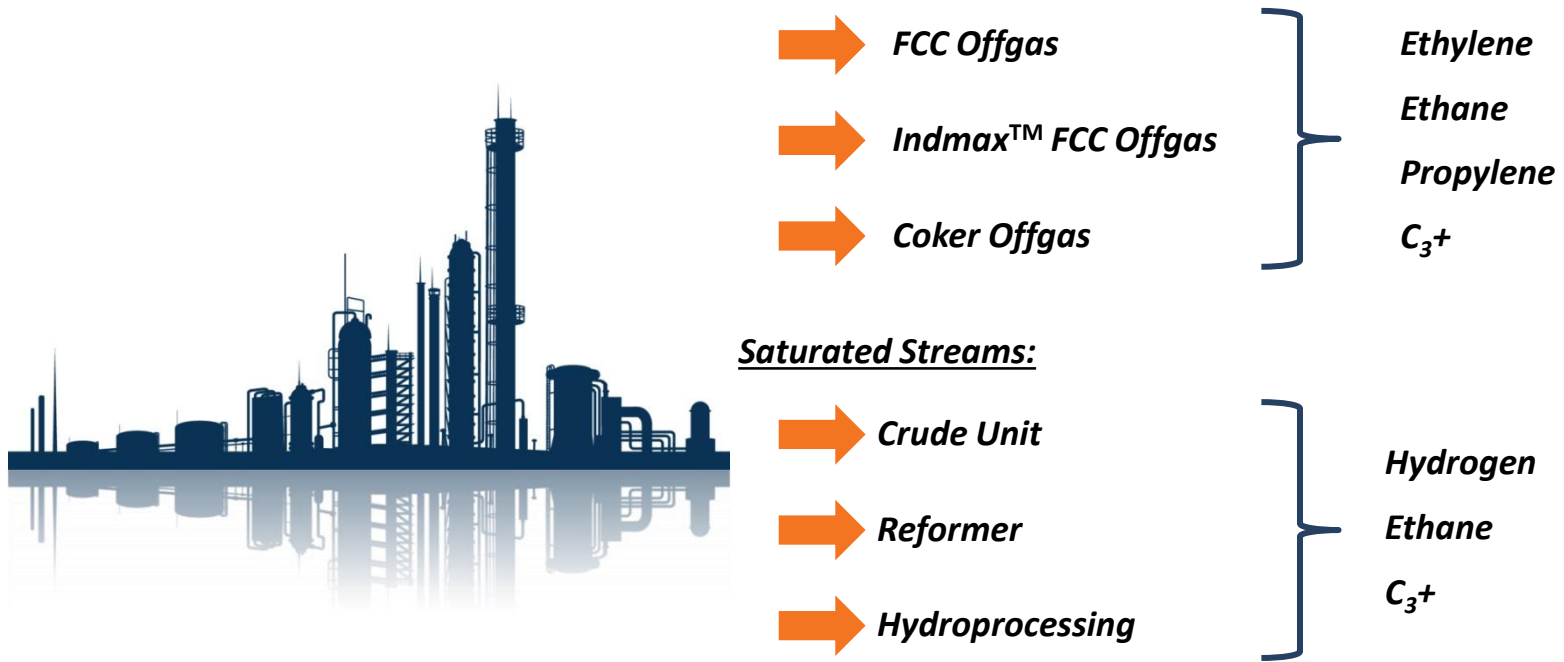 FCC Offgas
Indmax™ FCC Offgas
Coker Offgas
Ethylene
Ethane
Propylene
C₃+
Saturated Streams:
Crude Unit
Reformer
Hydroprocessing
Hydrogen
Ethane
C₃+